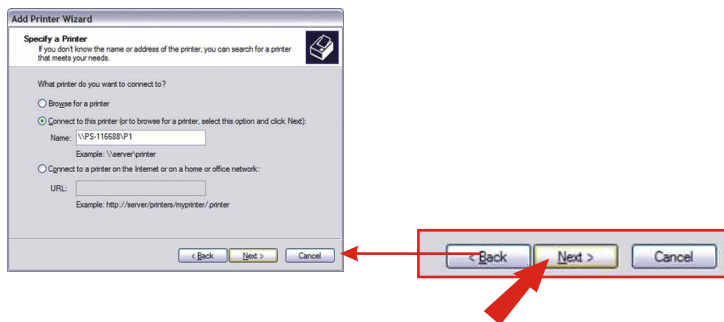 Add Printer Wizard
Specify a Printer
If you don't know the name or address of the printer, you can search for a printer
that meets your needs.
What printer do you want to connect to?
Browse for a printer
Connect to this printer (or to browse for a printer, select this option and click Next):
Name: \\PS-116688\P1
Example: \\server\printer
Connect to a printer on the Internet or on a home or office network:
URL:
Example: http://server/printers/myprinter/.printer
< Back Next > Cancel
< Back Next > Cancel